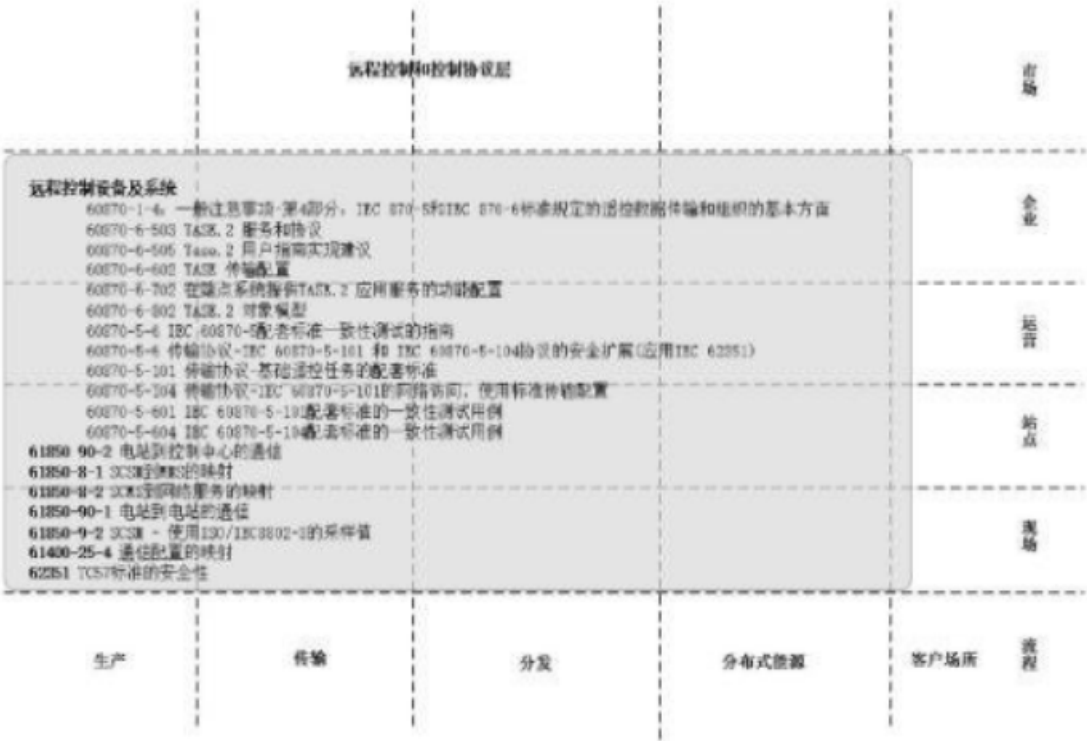 远程控制和控制协议层
市场
远程控制设备及系统
60870-1-4: 一般注意事项-第4部分: IEC 870-5和IEC 870-6标准规定的遥控数据传输和组织的基本方面
企业
60870-6-503 TASE.2 服务和协议
60870-6-505 Tase.2 用户指南实现建议
60870-6-602 TASE 传输配置
60870-6-702 在端点系统提供TASE.2 应用服务的功能配置
60870-6-802 TASE.2 对象模型
运营
60870-5-6 IEC 60870-5配套标准一致性测试的指南
60870-5-6 传输协议-IEC 60870-5-101 和 IEC 60870-5-104协议的安全扩展(应用IEC 62351)
60870-5-101 传输协议-基础遥控任务的配套标准
60870-5-104 传输协议-IEC 60870-5-101的网络访问, 使用标准传输配置
60870-5-601 IEC 60870-5-101配套标准的一致性测试用例
60870-5-604 IEC 60870-5-104配套标准的一致性测试用例
站点
61850 90-2 电站到控制中心的通信
61850-8-1 SCSM到MMS的映射
61850-8-2 SCMS到网络服务的映射
61850-90-1 电站到电站的通信
61850-9-2 SCSM - 使用ISO/IEC8802-3的采样值
现场
61400-25-4 通信配置的映射
62351 TC57标准的安全性
生产
传输
分发
分布式能源
客户场所
流程